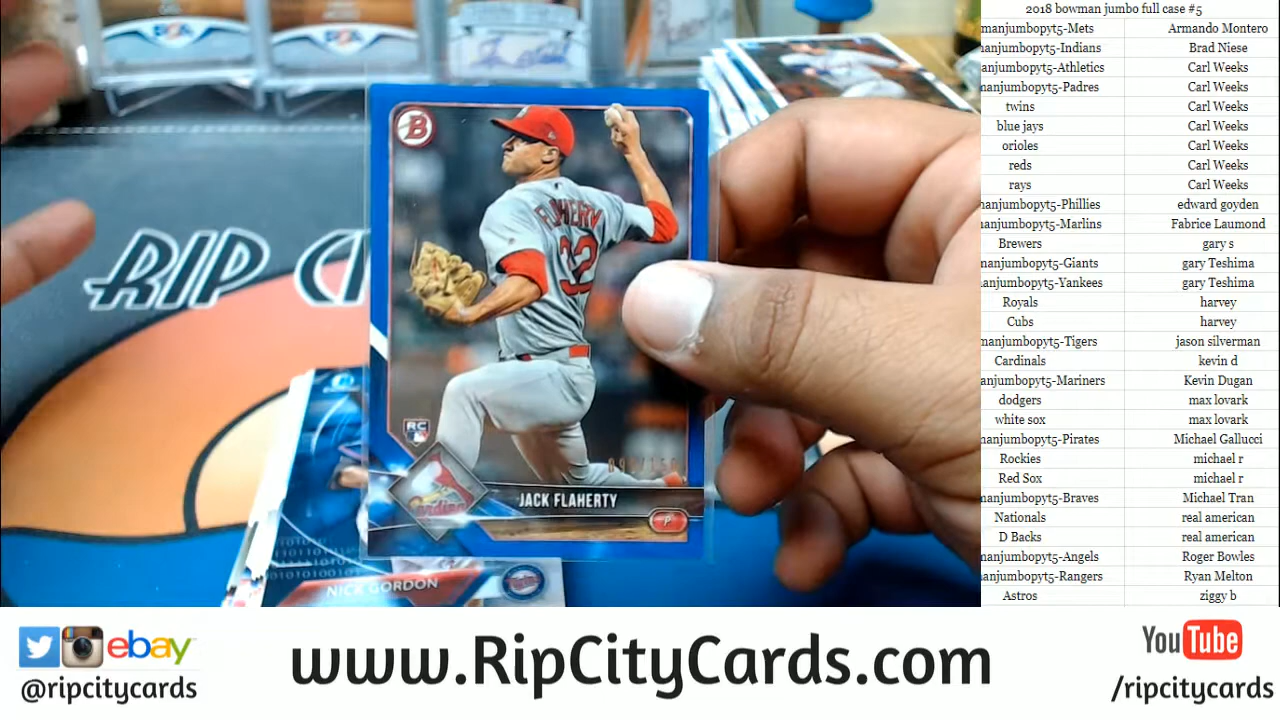 2018 bowman jumbo full case #5
manjumbopyt5-Mets Armando Montero
manjumbopyt5-Indians Brad Niese
anjumbopyt5-Athletics Carl Weeks
manjumbopyt5-Padres Carl Weeks
twins Carl Weeks
blue jays Carl Weeks
orioles Carl Weeks
reds Carl Weeks
rays Carl Weeks
manjumbopyt5-Phillies edward goyden
manjumbopyt5-Marlins Fabrice Laumond
Brewers gary s
manjumbopyt5-Giants gary Teshima
anjumbopyt5-Yankees gary Teshima
Royals harvey
Cubs harvey
manjumbopyt5-Tigers jason silverman
Cardinals kevin d
anjumbopyt5-Mariners Kevin Dugan
dodgers max lovark
white sox max lovark
manjumbopyt5-Pirates Michael Gallucci
Rockies michael r
Red Sox michael r
manjumbopyt5-Braves Michael Tran
Nationals real american
D Backs real american
manjumbopyt5-Angels Roger Bowles
manjumbopyt5-Rangers Ryan Melton
Astros ziggy b
B
FLAHERTY
32
RIP
RC
Cardinals
JACK FLAHERTY
P
NICK GORDON
ebay
@ripcitycards
www.RipCityCards.com
YouTube
/ripcitycards